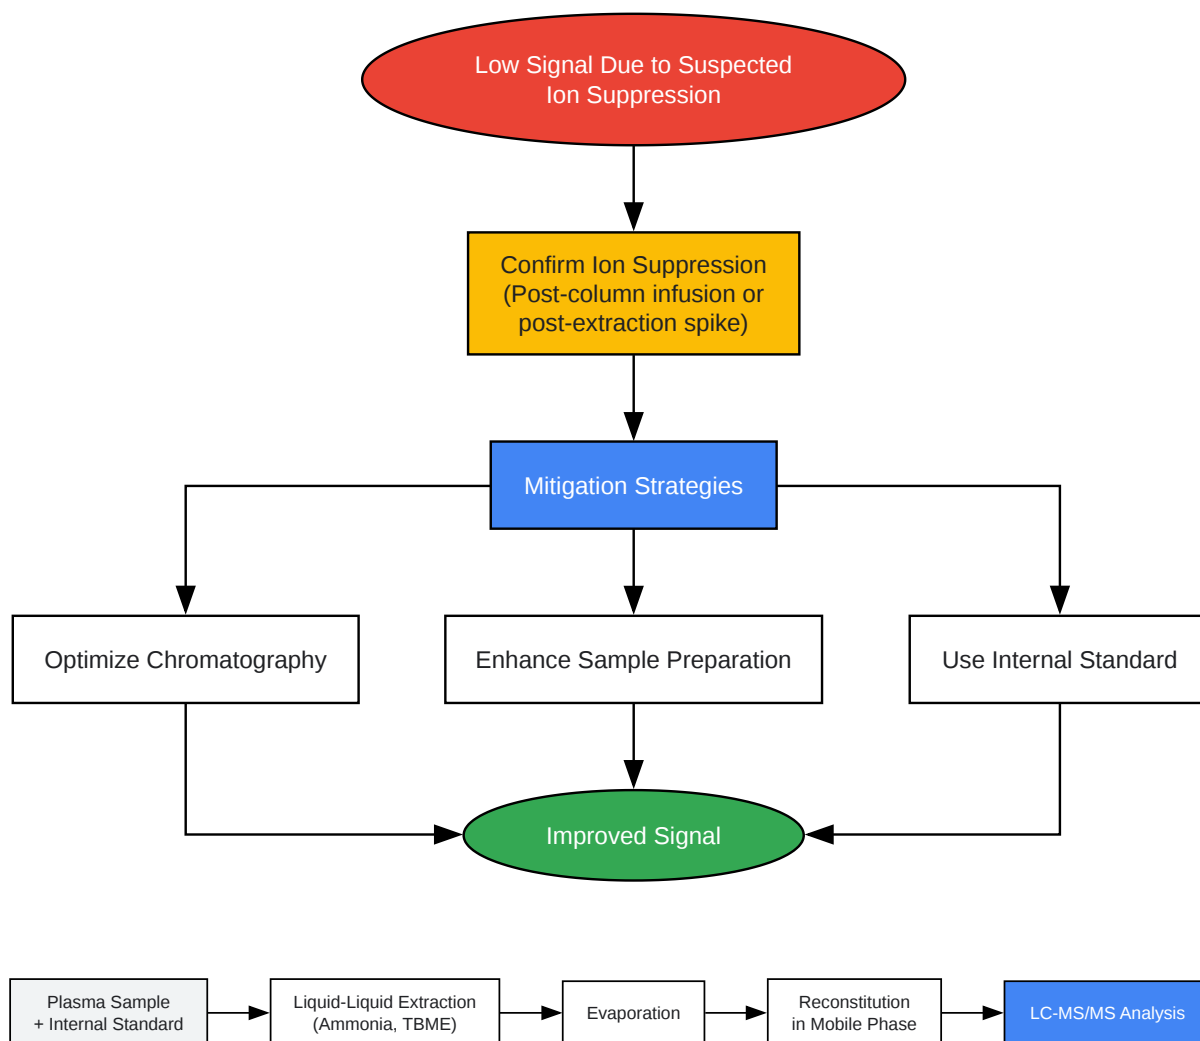 Low Signal Due to Suspected
Ion Suppression
Confirm Ion Suppression
(Post-column infusion or
post-extraction spike)
Mitigation Strategies
Optimize Chromatography
Enhance Sample Preparation
Use Internal Standard
Improved Signal
Plasma Sample
+ Internal Standard
Liquid-Liquid Extraction
(Ammonia, TBME)
Evaporation
Reconstitution
in Mobile Phase
LC-MS/MS Analysis